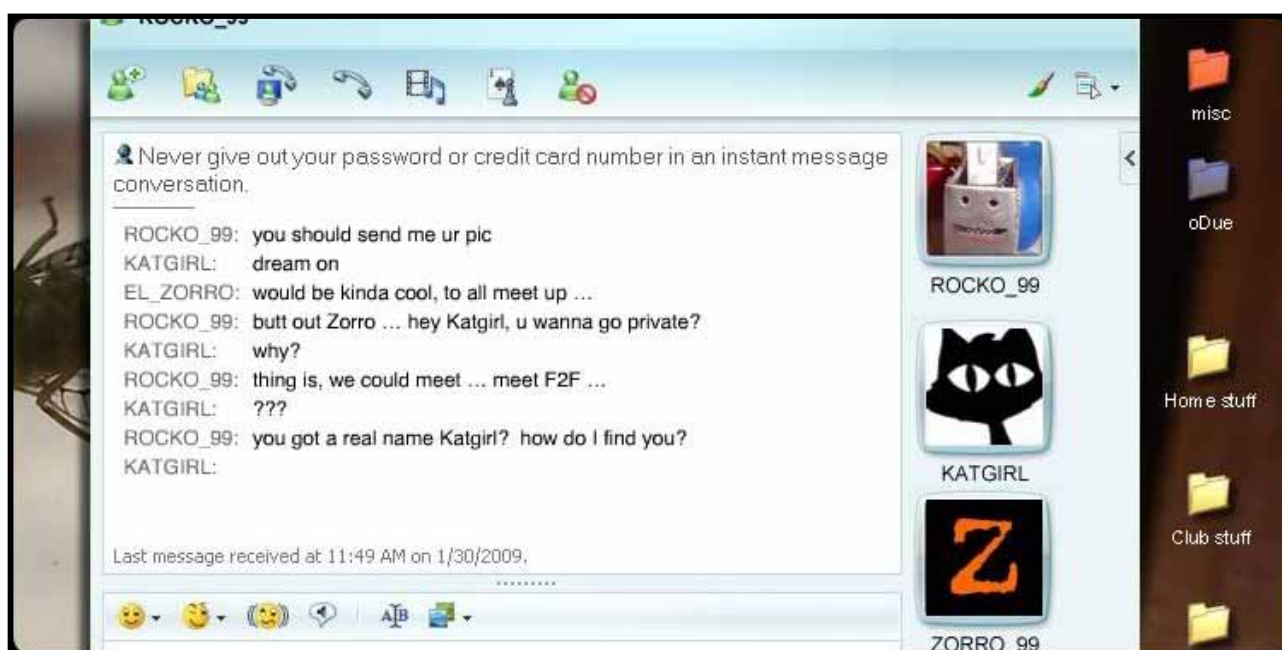 ROCKO_99
misc
Never give out your password or credit card number in an instant message
conversation.
ROCKO_99: you should send me ur pic
KATGIRL: dream on
EL_ZORRO: would be kinda cool, to all meet up ...
ROCKO_99: butt out Zorro ... hey Katgirl, u wanna go private?
KATGIRL: why?
ROCKO_99: thing is, we could meet ... meet F2F ...
KATGIRL: ???
ROCKO_99: you got a real name Katgirl? how do I find you?
KATGIRL:
Last message received at 11:49 AM on 1/30/2009.
AB
ROCKO_99
KATGIRL
Z
ZORRO_99
oDue
Home stuff
Club stuff